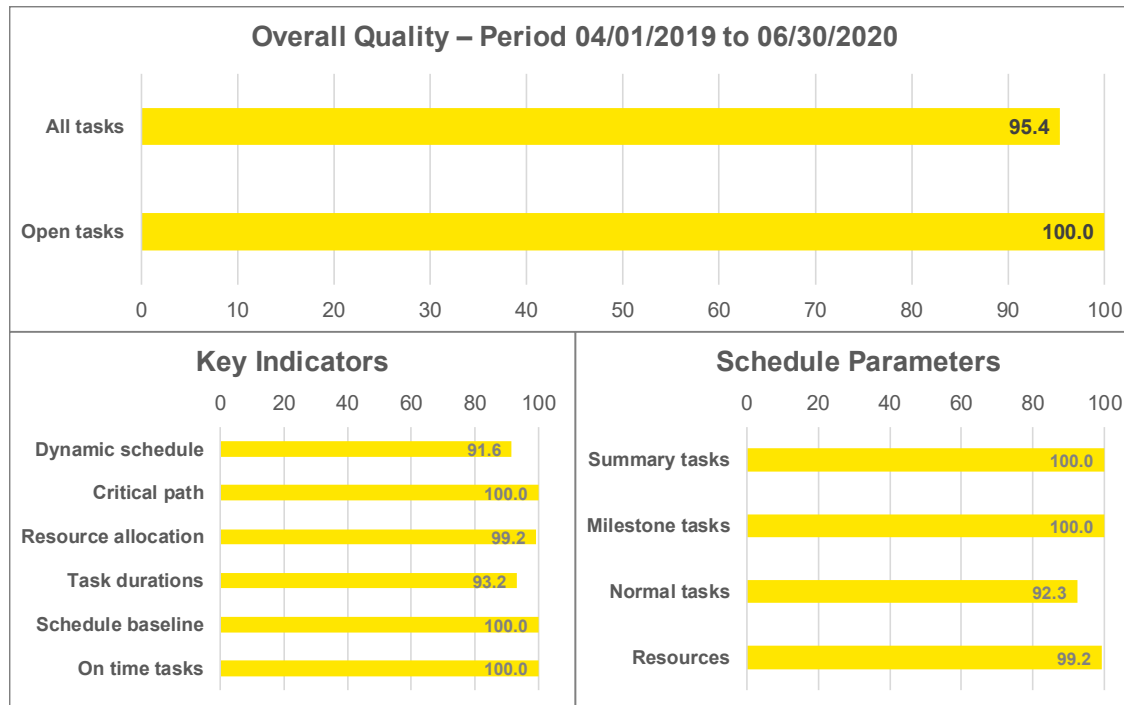 Overall Quality – Period 04/01/2019 to 06/30/2020
All tasks
95.4
Open tasks
100.0
0 10 20 30 40 50 60 70 80 90 100
Key Indicators
0 20 40 60 80 100
Dynamic schedule
91.6
Critical path
100.0
Resource allocation
99.2
Task durations
93.2
Schedule baseline
100.0
On time tasks
100.0
Schedule Parameters
0 20 40 60 80 100
Summary tasks
100.0
Milestone tasks
100.0
Normal tasks
92.3
Resources
99.2